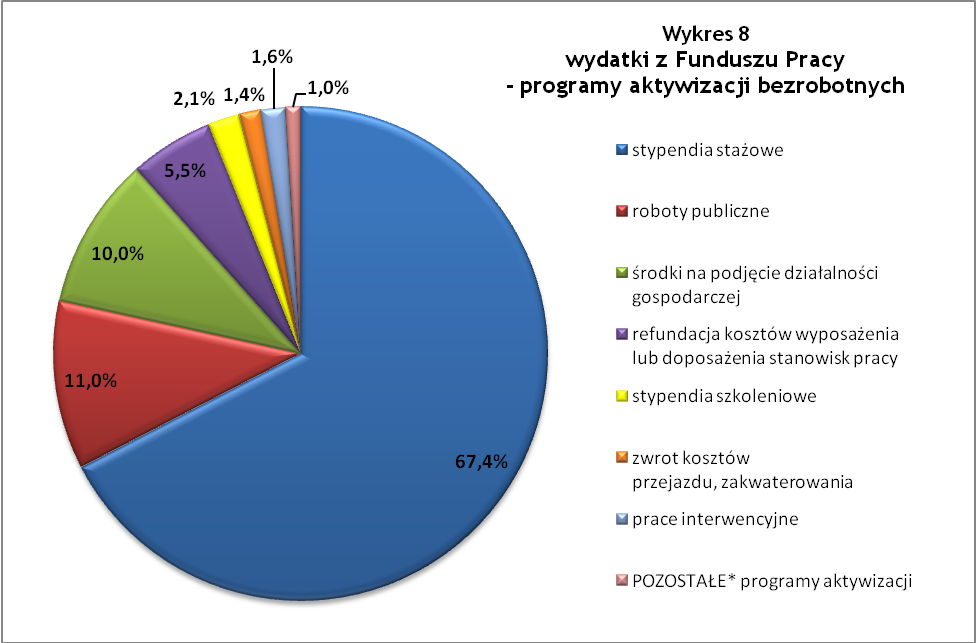 Wykres 8
wydatki z Funduszu Pracy
- programy aktywizacji bezrobotnych
1,6%
1,0%
2,1%
1,4%
5,5%
10,0%
11,0%
67,4%
stypendia stażowe
roboty publiczne
środki na podjęcie działalności
gospodarczej
refundacja kosztów wyposażenia
lub doposażenia stanowisk pracy
stypendia szkoleniowe
zwrot kosztów
przejazdu, zakwaterowania
prace interwencyjne
POZOSTAŁE* programy aktywizacji